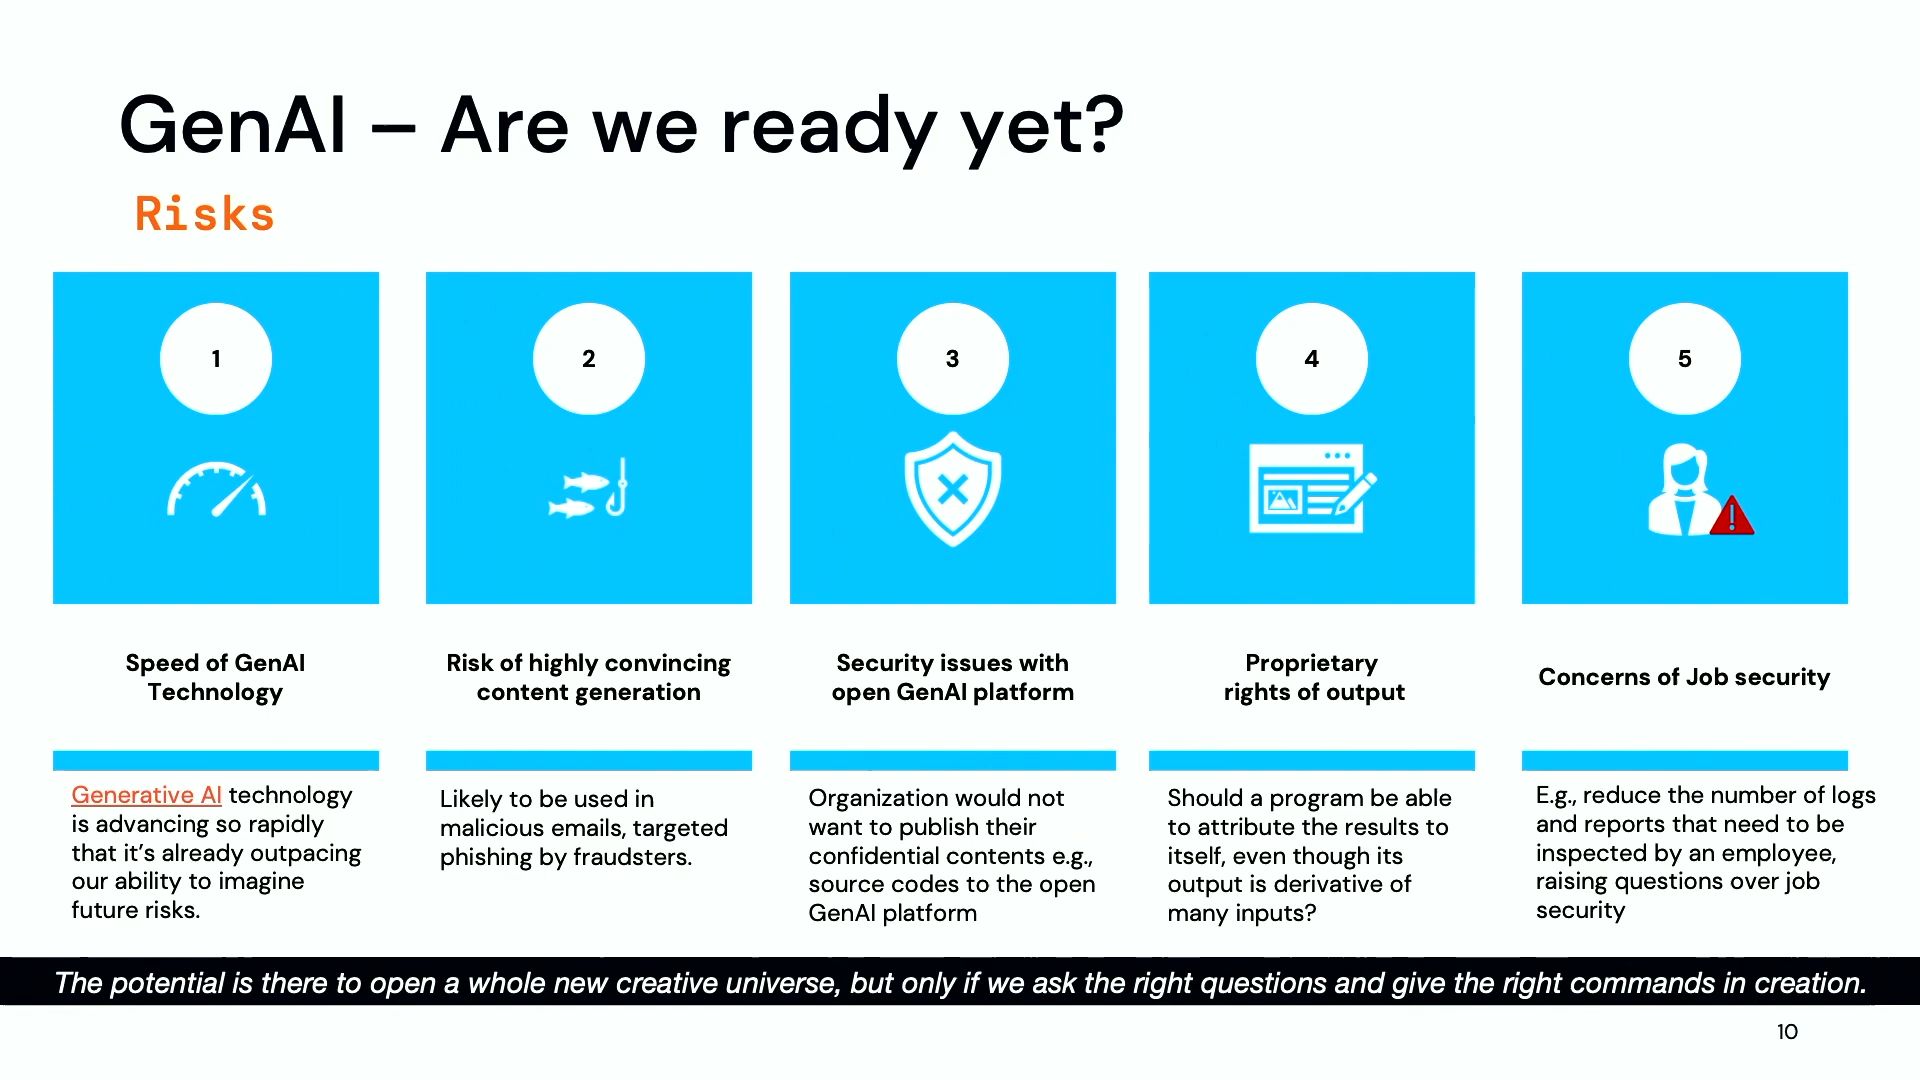 GenAI – Are we ready yet?
Risks
1
2
3
4
5
Speed of GenAI
Technology
Risk of highly convincing
content generation
Security issues with
open GenAI platform
Proprietary
rights of output
Concerns of Job security
Generative AI technology
is advancing so rapidly
that it's already outpacing
our ability to imagine
future risks.
Likely to be used in
malicious emails, targeted
phishing by fraudsters.
Organization would not
want to publish their
confidential contents e.g.,
source codes to the open
GenAI platform
Should a program be able
to attribute the results to
itself, even though its
output is derivative of
many inputs?
E.g., reduce the number of logs
and reports that need to be
inspected by an employee,
raising questions over job
security
The potential is there to open a whole new creative universe, but only if we ask the right questions and give the right commands in creation.
10